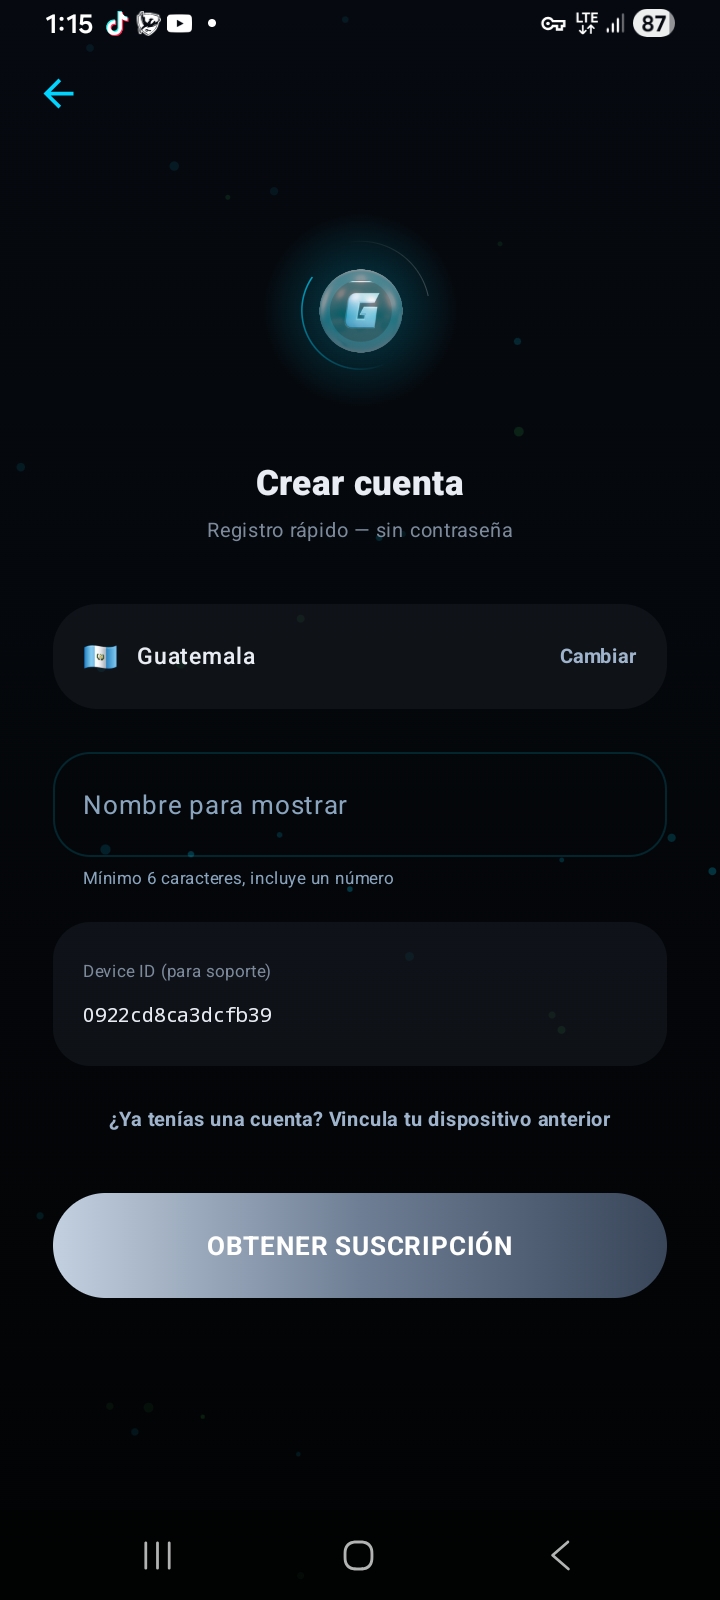 1:15
LTE
87
G
Crear cuenta
Registro rápido — sin contraseña
Guatemala
Cambiar
Nombre para mostrar
Mínimo 6 caracteres, incluye un número
Device ID (para soporte)
0922cd8ca3dcfb39
¿Ya tenías una cuenta? Vincula tu dispositivo anterior
OBTENER SUSCRIPCIÓN